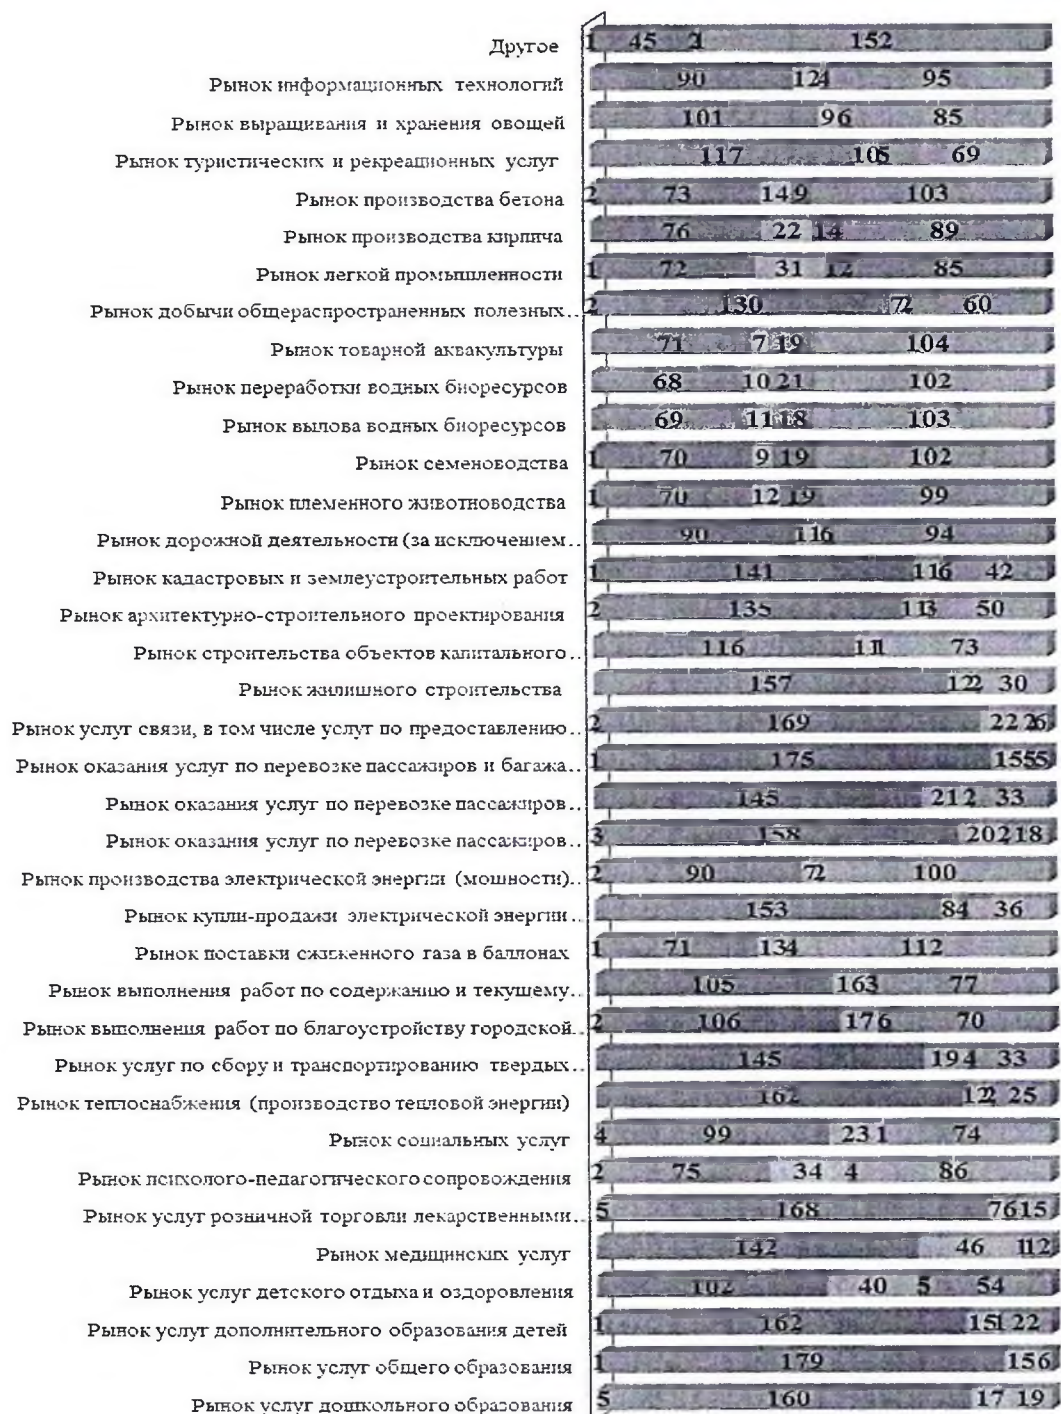 Другое 1 45 21 152
Рынок информационных технологий 90 124 95
Рынок выращивания и хранения овощей 101 96 85
Рынок туристических и рекреационных услуг 117 105 69
Рынок производства бетона 2 73 149 103
Рынок производства кирпича 76 22 14 89
Рынок легкой промышленности 1 72 31 12 85
Рынок добычи общераспространенных полезных.. 2 130 72 60
Рынок товарной аквакультуры 71 7 19 104
Рынок переработки водных биоресурсов 68 10 21 102
Рынок вылова водных биоресурсов 69 11 18 103
Рынок семеноводства 1 70 9 19 102
Рынок племенного животноводства 1 70 12 19 99
Рынок дорожной деятельности (за исключением.. 90 116 94
Рынок кадастровых и землеустроительных работ 1 141 116 42
Рынок архитектурно-строительного проектирования 2 135 113 50
Рынок строительства объектов капитального.. 116 111 73
Рынок жилищного строительства 157 122 30
Рынок услуг связи, в том числе услуг по предоставлению.. 2 169 22 26
Рынок оказания услуг по перевозке пассажиров и багажа.. 1 175 1555
Рынок оказания услуг по перевозке пассажиров.. 145 212 33
Рынок оказания услуг по перевозке пассажиров.. 3 158 20218
Рынок производства электрической энергии (мощности).. 2 90 72 100
Рынок купли-продажи электрической энергии.. 153 84 36
Рынок поставки сжиженного газа в баллонах 1 71 134 112
Рынок выполнения работ по содержанию и текущему.. 105 163 77
Рынок выполнения работ по благоустройству городской.. 2 106 176 70
Рынок услуг по сбору и транспортированию твердых.. 145 194 33
Рынок теплоснабжения (производство тепловой энергии) 162 122 25
Рынок социальных услуг 4 99 23 1 74
Рынок психолого-педагогического сопровождения 2 75 34 4 86
Рынок услуг розничной торговли лекарственными.. 5 168 7615
Рынок медицинских услуг 142 46 112
Рынок услуг детского отдыха и оздоровления 102 40 5 54
Рынок услуг дополнительного образования детей 1 162 151 22
Рынок услуг общего образования 1 179 156
Рынок услуг дошкольного образования 5 160 17 19